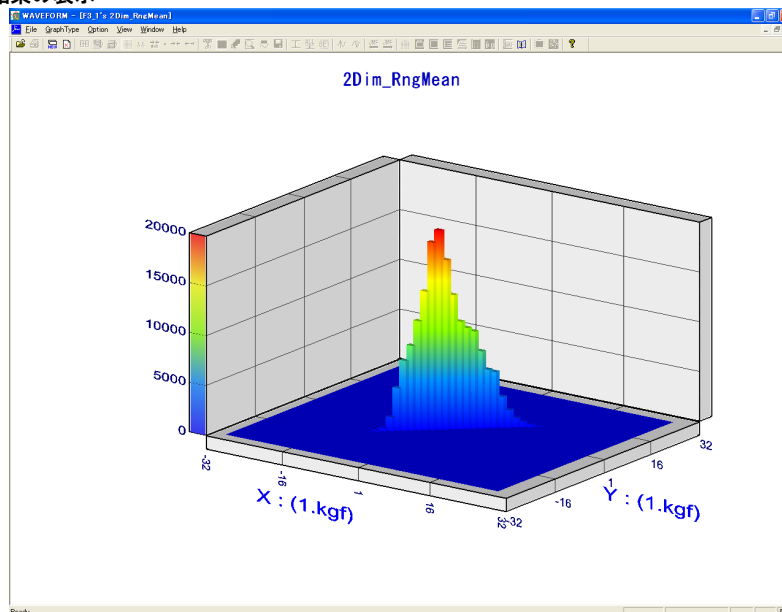 結果の表示
WAVEFORM - [F3_1's 2Dim_RngMean]
File GraphType Option View Window Help
2Dim_RngMean
20000
15000
10000
5000
0
-32
-16
1
16
32
X : (1.kgf)
-32
-16
1
16
32
Y : (1.kgf)
Ready